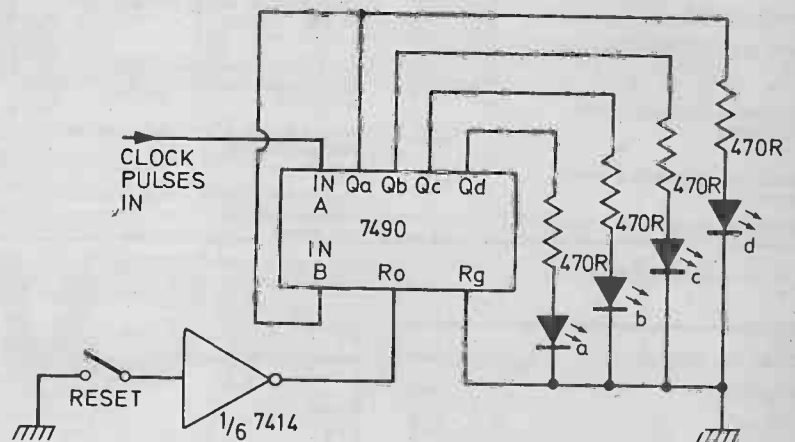 CLOCK
PULSES
IN
IN Qa Qb Qc Qd
A
7490
IN
B Ro Rg
470R
470R
470R
470R
a
b
c
d
RESET
1/6 7414